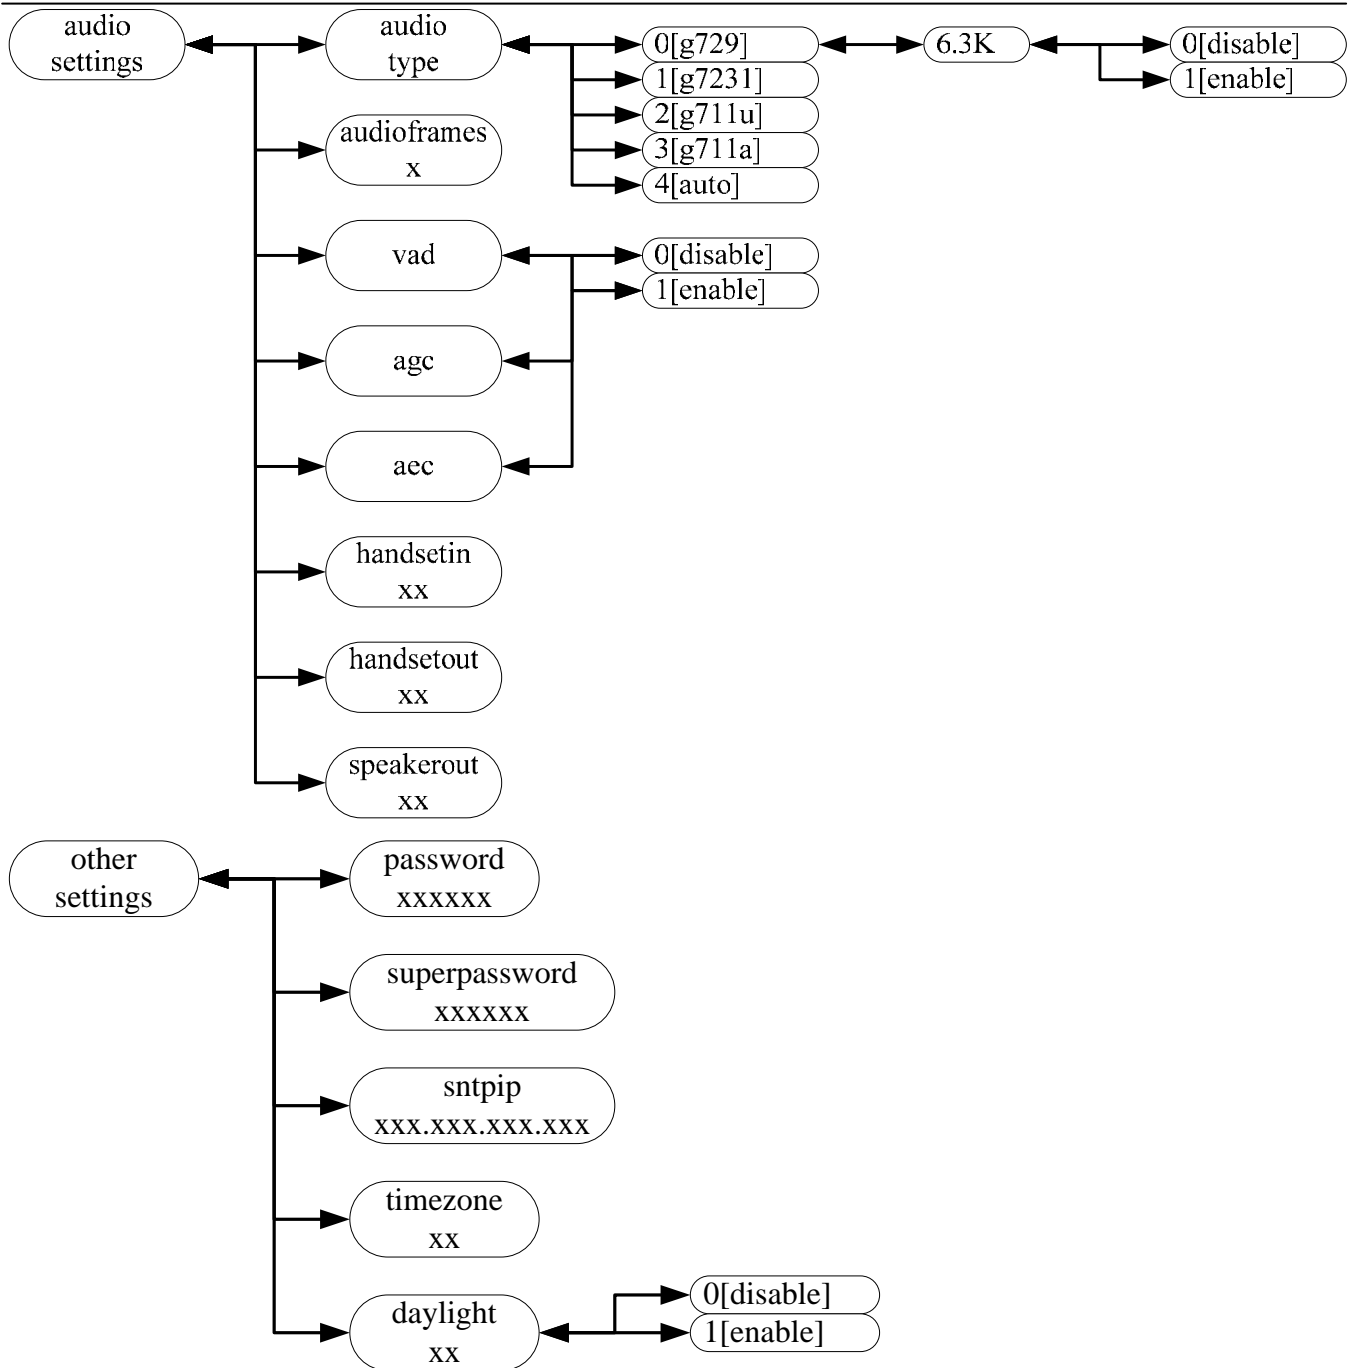 audio
settings
audio
type
0[g729]
6.3K
0[disable]
1[enable]
1[g7231]
2[g711u]
3[g711a]
4[auto]
audioframes
x
vad
0[disable]
1[enable]
agc
aec
handsetin
xx
handsetout
xx
speakerout
xx
other
settings
password
xxxxxx
superpassword
xxxxxx
sntpip
xxx.xxx.xxx.xxx
timezone
xx
daylight
xx
0[disable]
1[enable]